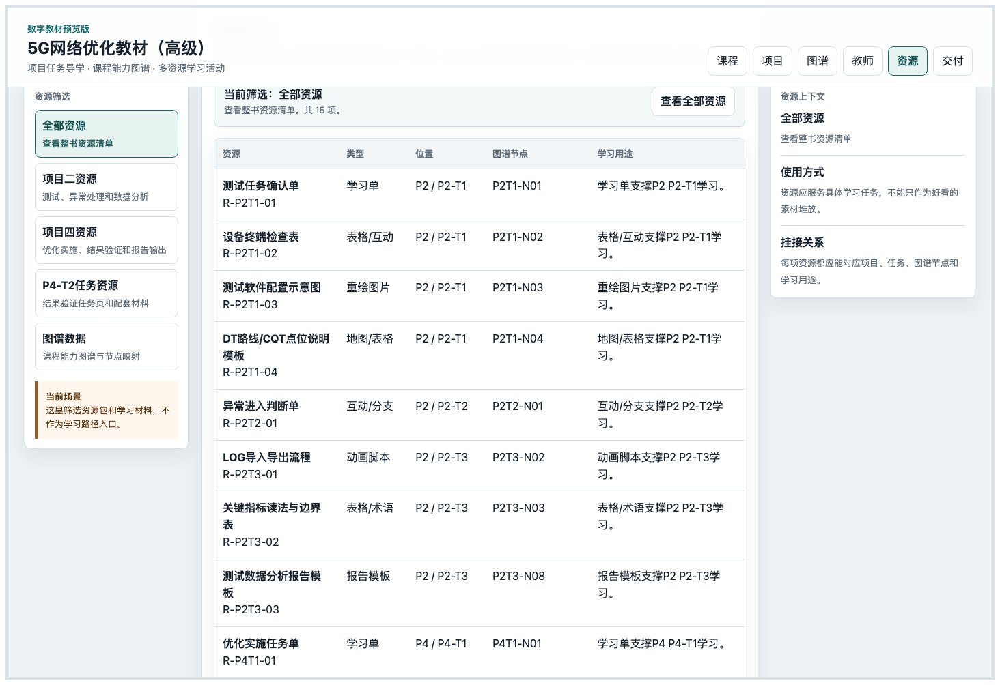 数字教材预览版
5G网络优化教材（高级）
项目任务导学 · 课程能力图谱 · 多资源学习活动
课程 项目 图谱 教师 资源 交付
资源筛选
全部资源
查看整书资源清单
项目二资源
测试、异常处理和数据分析
项目四资源
优化实施、结果验证和报告输出
P4-T2任务资源
结果验证任务页和配套材料
图谱数据
课程能力图谱与节点映射
当前场景
这里筛选资源包和学习材料，不
作为学习路径入口。
当前筛选：全部资源
查看整书资源清单。共 15 项。
查看全部资源
资源 类型 位置 图谱节点 学习用途
测试任务确认单 学习单 P2 / P2-T1 P2T1-N01 学习单支撑P2 P2-T1学习。
R-P2T1-01
设备终端检查表 表格/互动 P2 / P2-T1 P2T1-N02 表格/互动支撑P2 P2-T1学
R-P2T1-02 习。
测试软件配置示意图 重绘图片 P2 / P2-T1 P2T1-N03 重绘图片支撑P2 P2-T1学
R-P2T1-03 习。
DT路线/CQT点位说明 地图/表格 P2 / P2-T1 P2T1-N04 地图/表格支撑P2 P2-T1学
模板 习。
R-P2T1-04
异常进入判断单 互动/分支 P2 / P2-T2 P2T2-N01 互动/分支支撑P2 P2-T2学
R-P2T2-01 习。
LOG导入导出流程 动画脚本 P2 / P2-T3 P2T3-N02 动画脚本支撑P2 P2-T3学
R-P2T3-01 习。
关键指标读法与边界 表格/术语 P2 / P2-T3 P2T3-N03 表格/术语支撑P2 P2-T3学
表 习。
R-P2T3-02
测试数据分析报告模 报告模板 P2 / P2-T3 P2T3-N08 报告模板支撑P2 P2-T3学
板 习。
R-P2T3-03
优化实施任务单 学习单 P4 / P4-T1 P4T1-N01 学习单支撑P4 P4-T1学习。
R-P4T1-01
资源上下文
全部资源
查看整书资源清单
使用方式
资源应服务具体学习任务，不能只作为好看的
素材堆放。
挂接关系
每项资源都应能对应项目、任务、图谱节点和
学习用途。